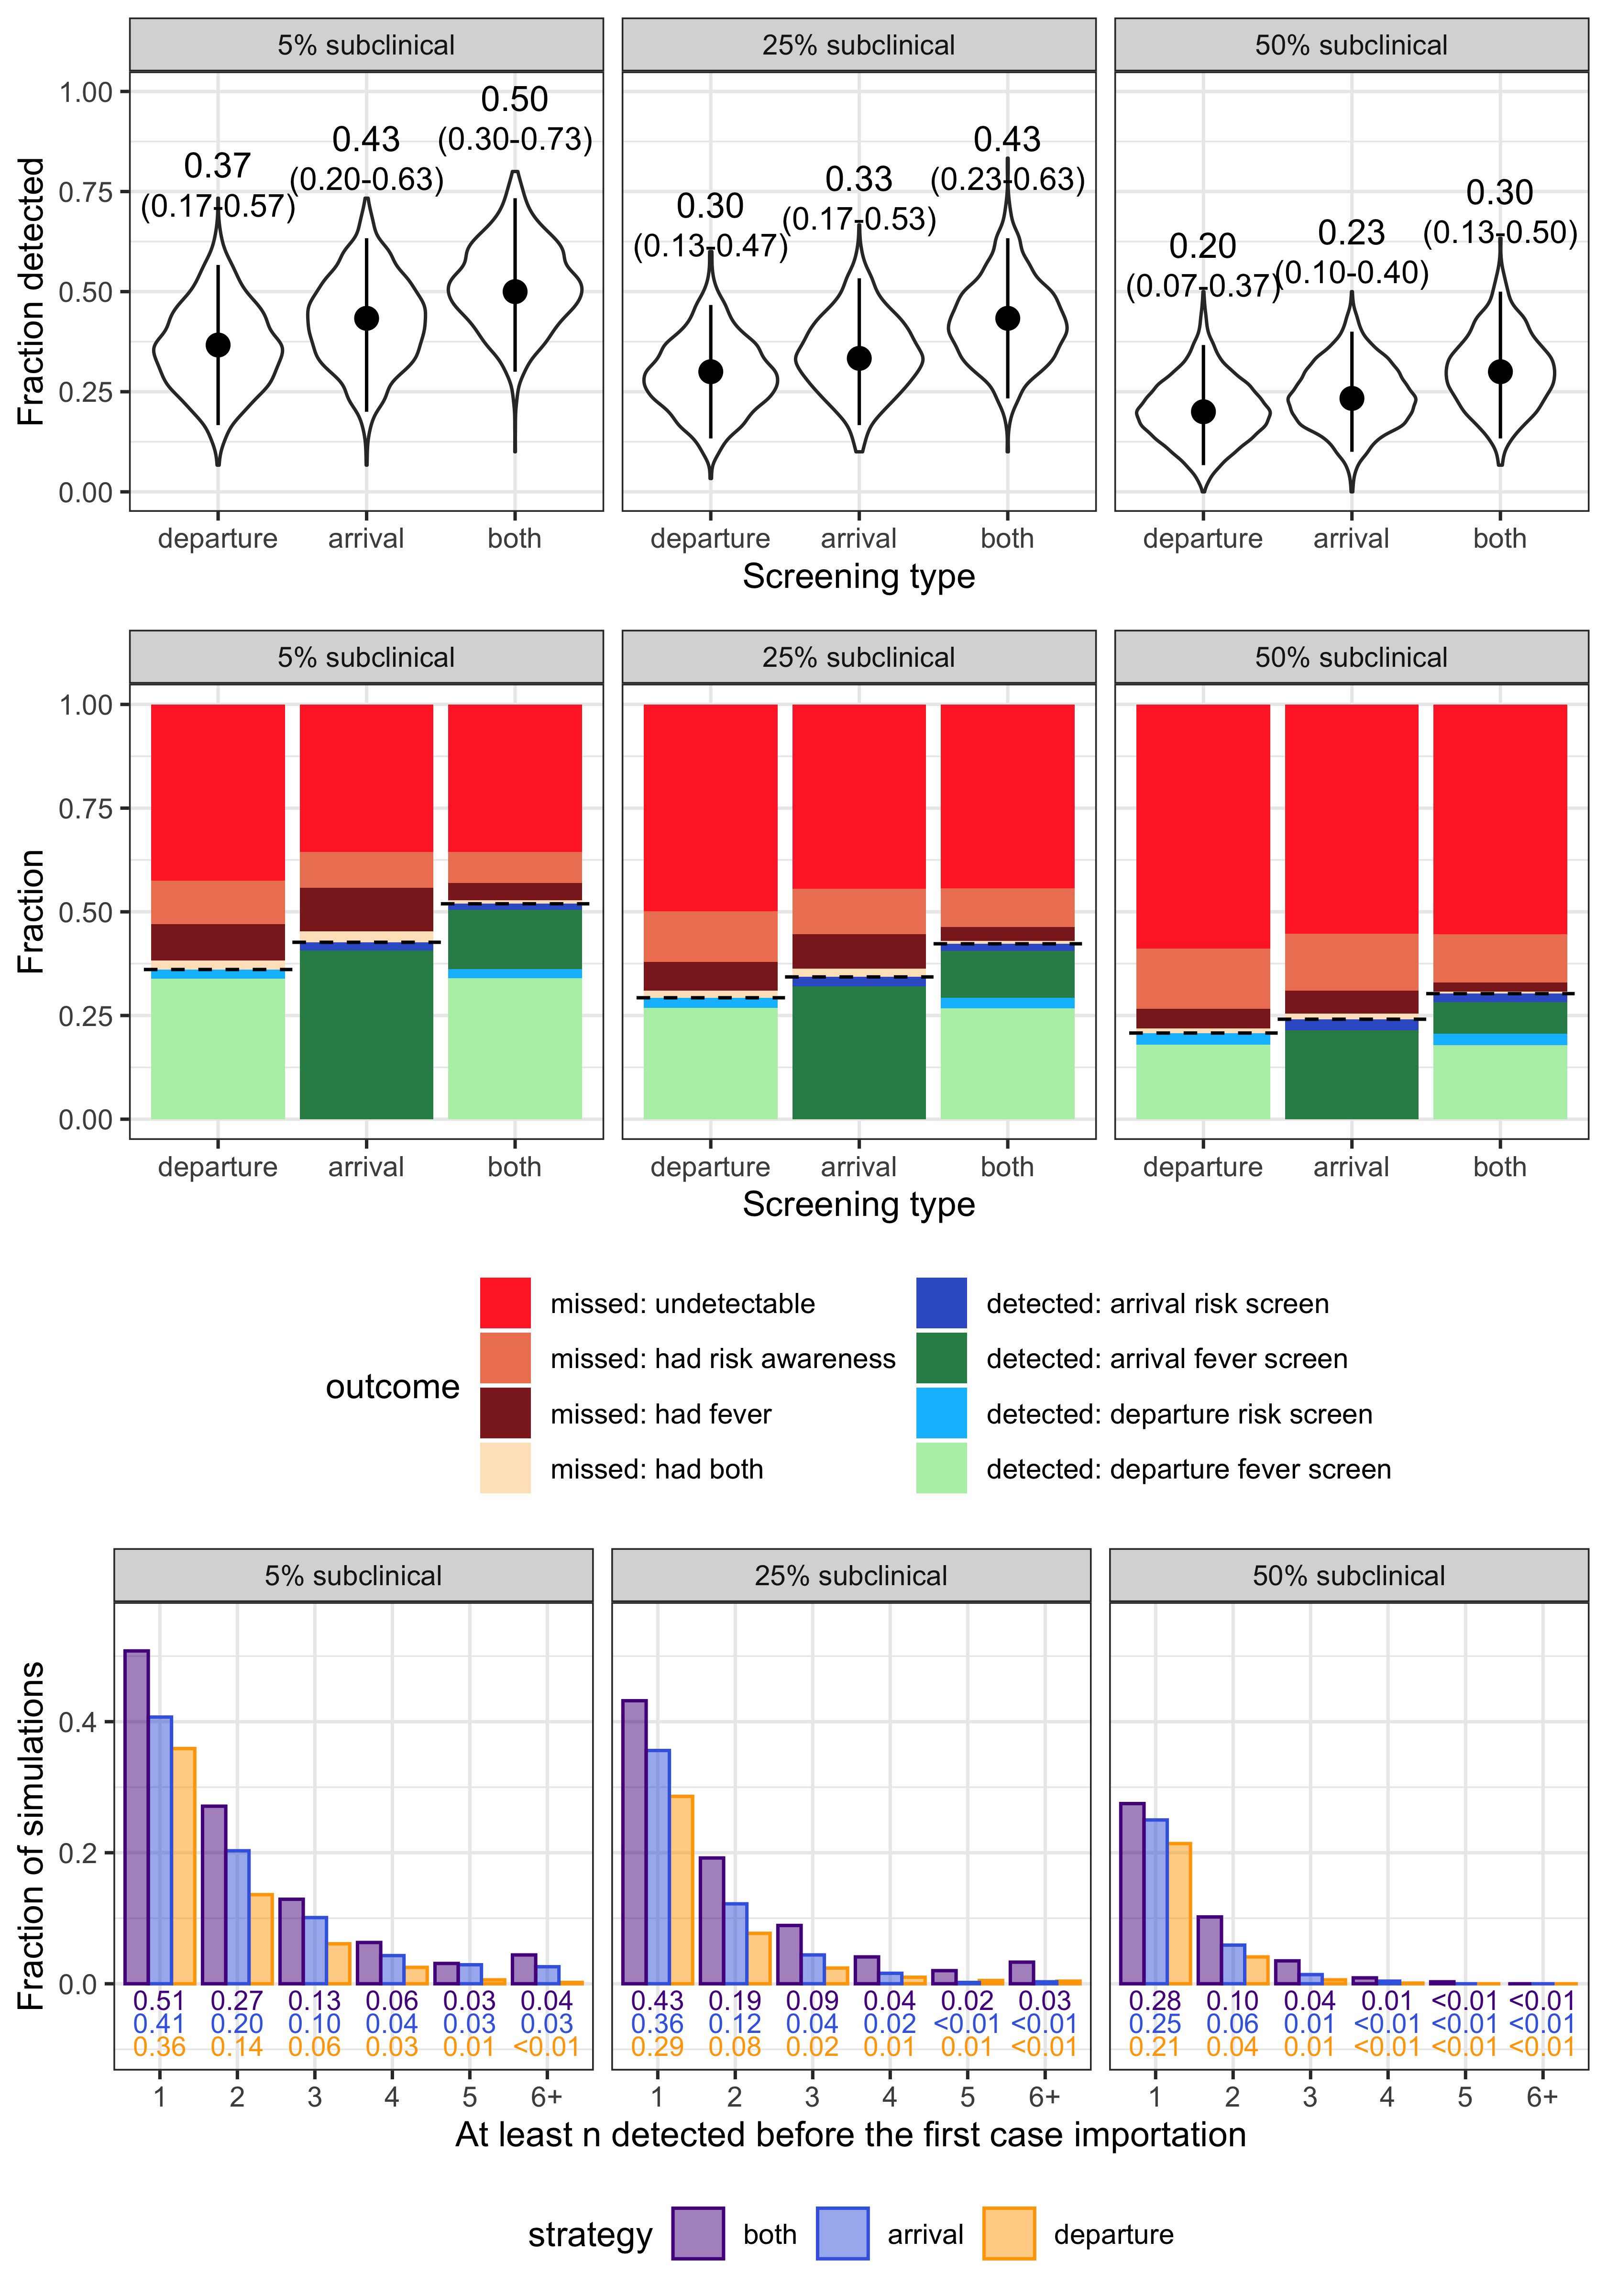 5% subclinical 25% subclinical 50% subclinical
Fraction detected
1.00
0.75
0.50
0.25
0.00
0.37
(0.17-0.57)
0.43
(0.20-0.63)
0.50
(0.30-0.73)
0.30
(0.13-0.47)
0.33
(0.17-0.53)
0.43
(0.23-0.63)
0.20
(0.07-0.37)
0.23
(0.10-0.40)
0.30
(0.13-0.50)
departure arrival both departure arrival both departure arrival both
Screening type
5% subclinical 25% subclinical 50% subclinical
Fraction
1.00
0.75
0.50
0.25
0.00
departure arrival both departure arrival both departure arrival both
Screening type
outcome
missed: undetectable
missed: had risk awareness
missed: had fever
missed: had both
detected: arrival risk screen
detected: arrival fever screen
detected: departure risk screen
detected: departure fever screen
5% subclinical 25% subclinical 50% subclinical
Fraction of simulations
0.4
0.2
0.0
0.51 0.27 0.13 0.06 0.03 0.04 0.43 0.19 0.09 0.04 0.02 0.03 0.28 0.10 0.04 0.01 <0.01 <0.01
0.41 0.20 0.10 0.04 0.03 0.03 0.36 0.12 0.04 0.02 <0.01 <0.01 0.25 0.06 0.01 <0.01 <0.01 <0.01
0.36 0.14 0.06 0.03 0.01 <0.01 0.29 0.08 0.02 0.01 0.01 <0.01 0.21 0.04 0.01 <0.01 <0.01 <0.01
1 2 3 4 5 6+ 1 2 3 4 5 6+ 1 2 3 4 5 6+
At least n detected before the first case importation
strategy both arrival departure